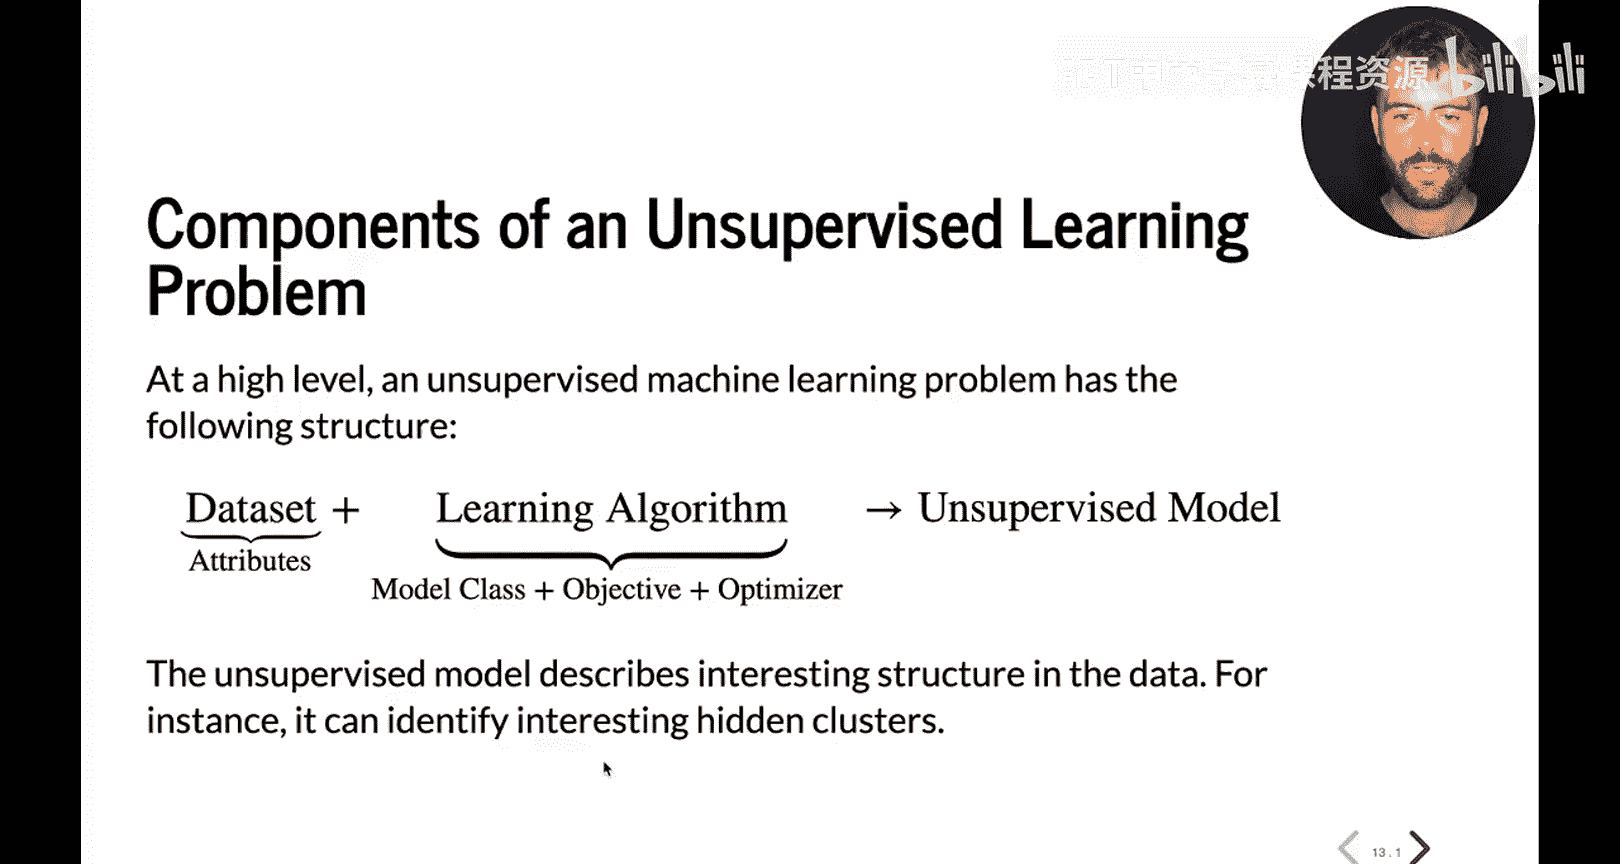 程资源 bilibili
Components of an Unsupervised Learning
Problem
At a high level, an unsupervised machine learning problem has the
following structure:
Dataset + Learning Algorithm → Unsupervised Model
Attributes
Model Class + Objective + Optimizer
The unsupervised model describes interesting structure in the data. For
instance, it can identify interesting hidden clusters.
13.1